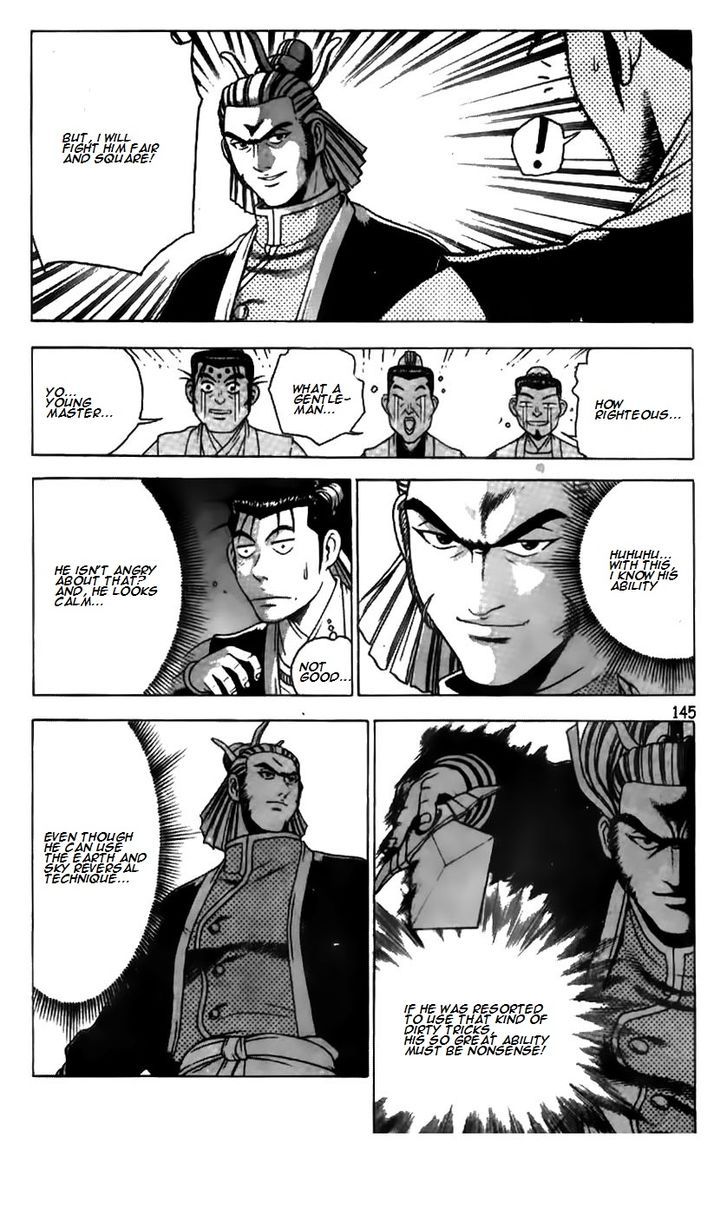 BUT, I WILL
FIGHT HIM FAIR
AND SQUARE!
!
HOW
RIGHTEOUS...
WHAT A
GENTLE-
MAN...
YO...
YOUNG
MASTER...
HUHUHU...
WITH THIS,
I KNOW HIS
ABILITY
HE ISN'T ANGRY
ABOUT THAT?
AND, HE LOOKS
CALM...
NOT
GOOD...
145
IF HE WAS RESORTED
TO USE THAT KIND OF
DIRTY TRICKS,
HIS SO GREAT ABILITY
MUST BE NONSENSE!
EVEN THOUGH
HE CAN USE
THE EARTH AND
SKY REVERSAL
TECHNIQUE...